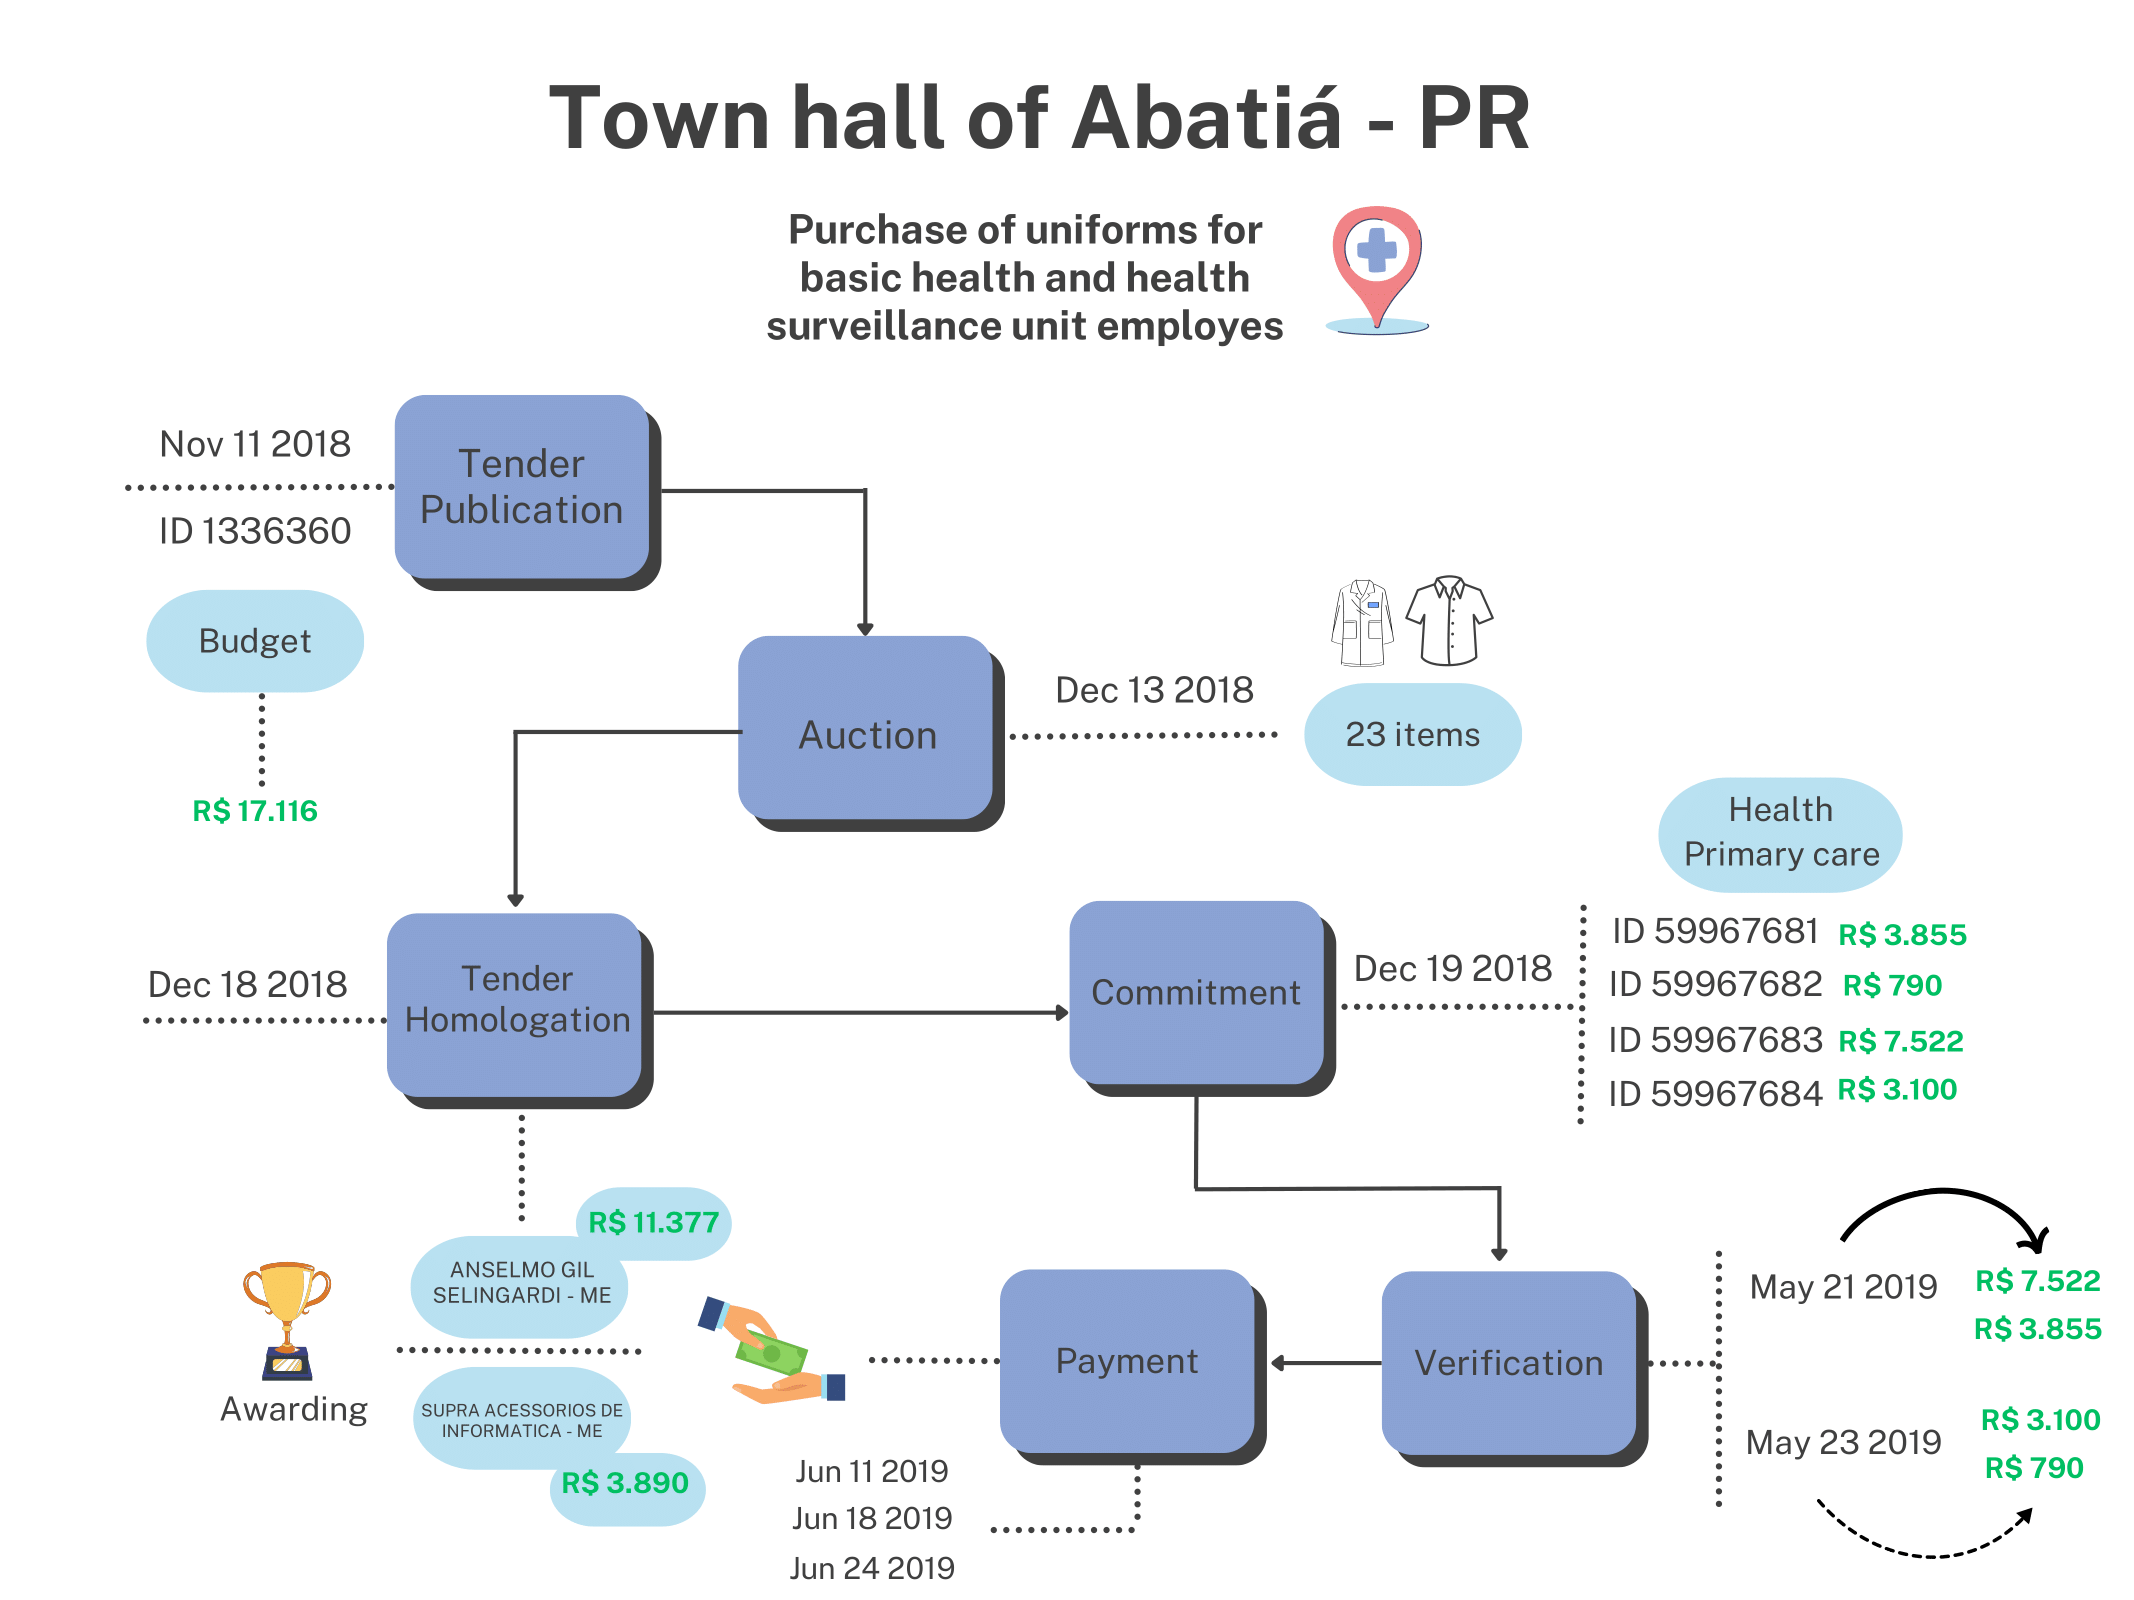 Town hall of Abatiá - PR
Purchase of uniforms for
basic health and health
surveillance unit employes
Nov 11 2018
ID 1336360
Tender
Publication
Budget
R$ 17.116
Auction
Dec 13 2018
23 items
Dec 18 2018
Tender
Homologation
Commitment
Dec 19 2018
Health
Primary care
ID 59967681 R$ 3.855
ID 59967682 R$ 790
ID 59967683 R$ 7.522
ID 59967684 R$ 3.100
R$ 11.377
ANSELMO GIL
SELINGARDI - ME
Awarding
SUPRA ACESSORIOS DE
INFORMATICA - ME
R$ 3.890
Payment
Jun 11 2019
Jun 18 2019
Jun 24 2019
Verification
May 21 2019
R$ 7.522
R$ 3.855
May 23 2019
R$ 3.100
R$ 790